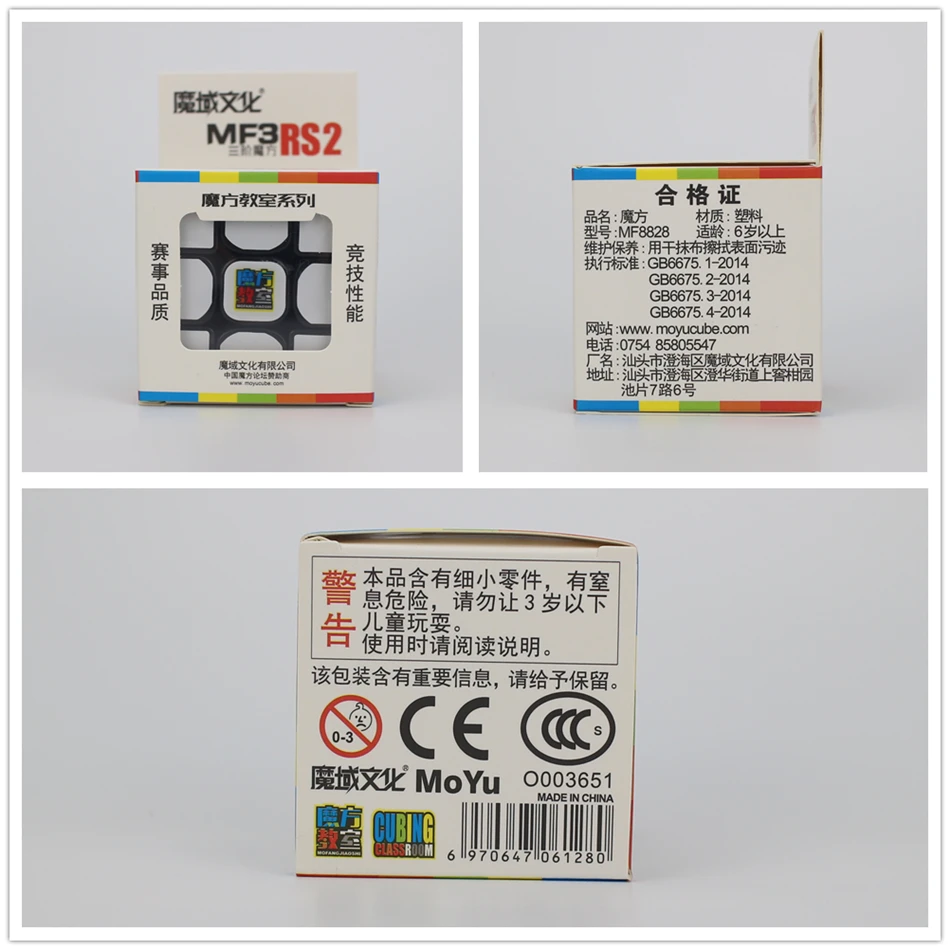 魔域文化®
MF3RS2
三阶魔方
魔方教室系列
赛事品质
竞技性能
魔方
教室
MOFANGJIAOSHI
魔域文化有限公司
中国魔方论坛赞助商
www.moyucube.com
合格证
品名:魔方 材质:塑料
型号:MF8828 适龄:6岁以上
维护保养:用干抹布擦拭表面污迹
执行标准:GB6675.1-2014
GB6675.2-2014
GB6675.3-2014
GB6675.4-2014
网站:www.moyucube.com
电话:0754 85805547
厂名:汕头市澄海区魔域文化有限公司
地址:汕头市澄海区澄华街道上窖柑园
池片7路6号
警告
本品含有细小零件，有窒
息危险，请勿让3岁以下
儿童玩耍。
使用时请阅读说明。
该包装含有重要信息，请给予保留。
0-3 CE CCC S
魔域文化® MoYu O003651
MADE IN CHINA
魔方
教室
MOFANGJIAOSHI
CUBING
CLASSROOM
6 970647 061280